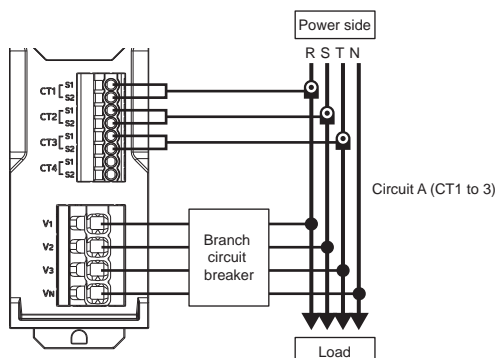 Power side
R S T N
CT1 S1
S2
CT2 S1
S2
CT3 S1
S2
CT4 S1
S2
Circuit A (CT1 to 3)
V1
V2
V3
VN
Branch
circuit
breaker
Load